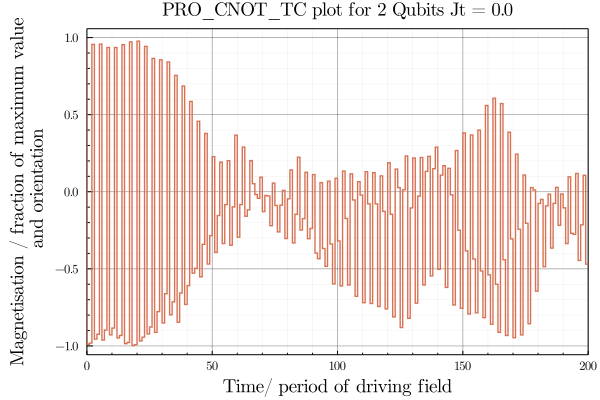 PRO_CNOT_TC plot for 2 Qubits Jt = 0.0
Magnetisation / fraction of maximum value
and orientation
1.0
0.5
0.0
−0.5
−1.0
0
50
100
150
200
Time/ period of driving field